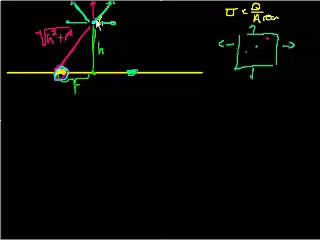 σ = Q
Area
√h²+r²
h
r